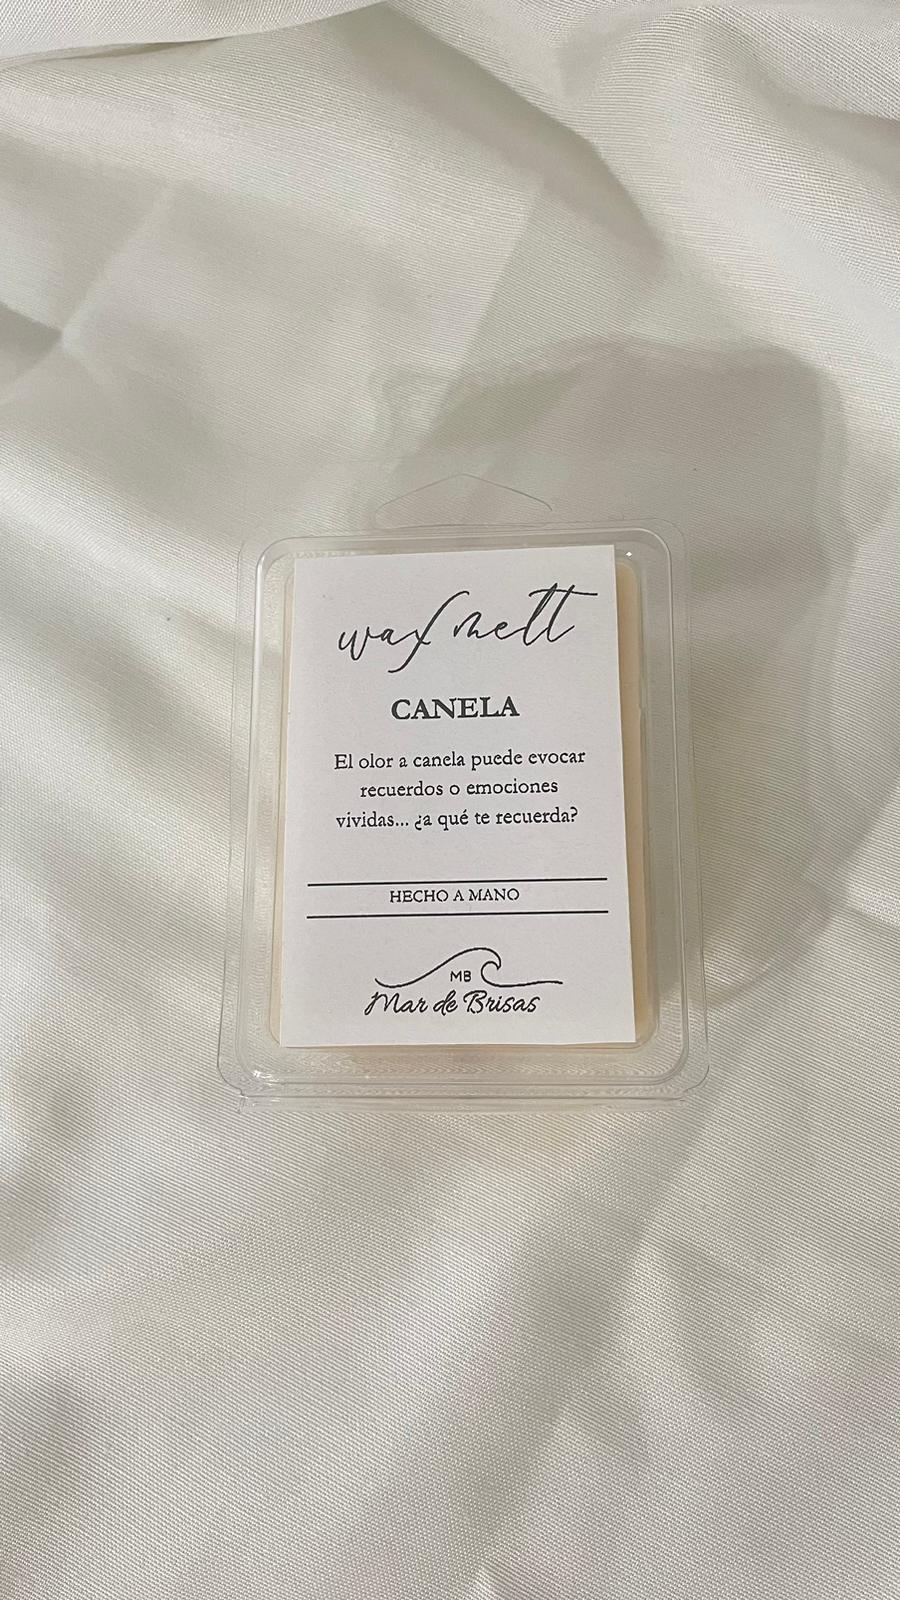 wax melt
CANELA
El olor a canela puede evocar
recuerdos o emociones
vividas... ¿a qué te recuerda?
HECHO A MANO
MB
Mar de Brisas